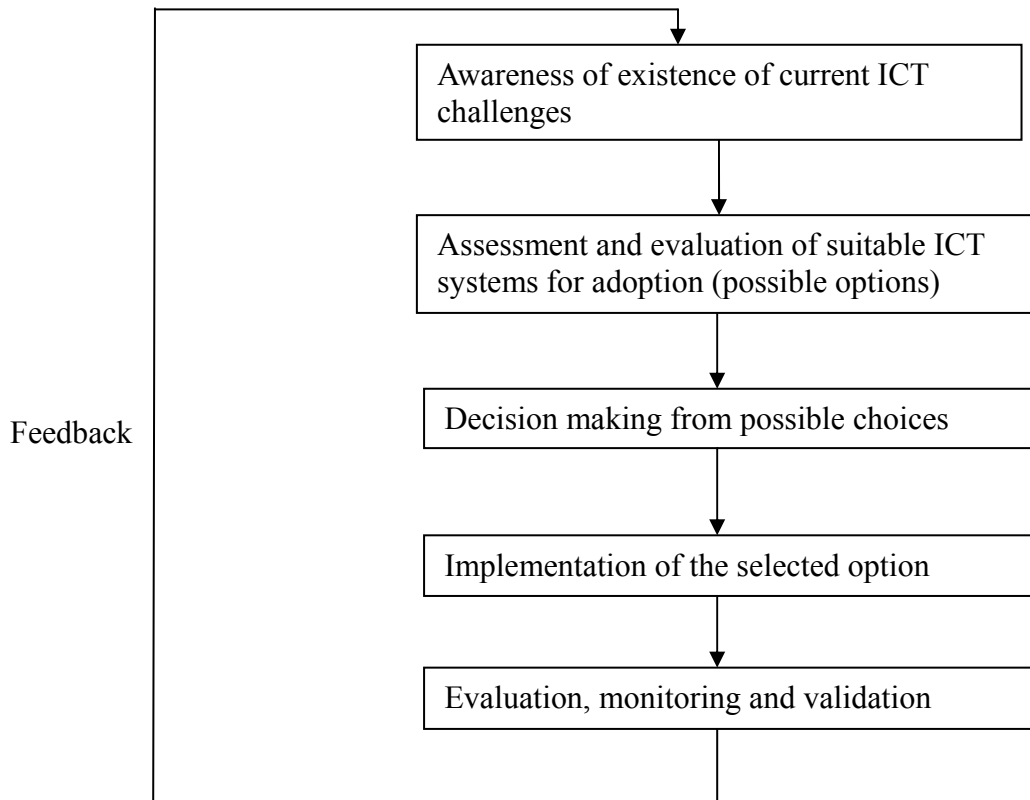 Awareness of existence of current ICT
challenges
Assessment and evaluation of suitable ICT
systems for adoption (possible options)
Decision making from possible choices
Feedback
Implementation of the selected option
Evaluation, monitoring and validation